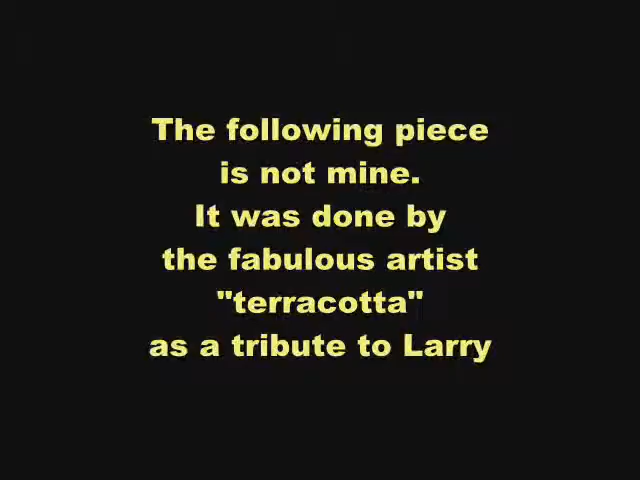 The following piece
is not mine.
It was done by
the fabulous artist
"terracotta"
as a tribute to Larry